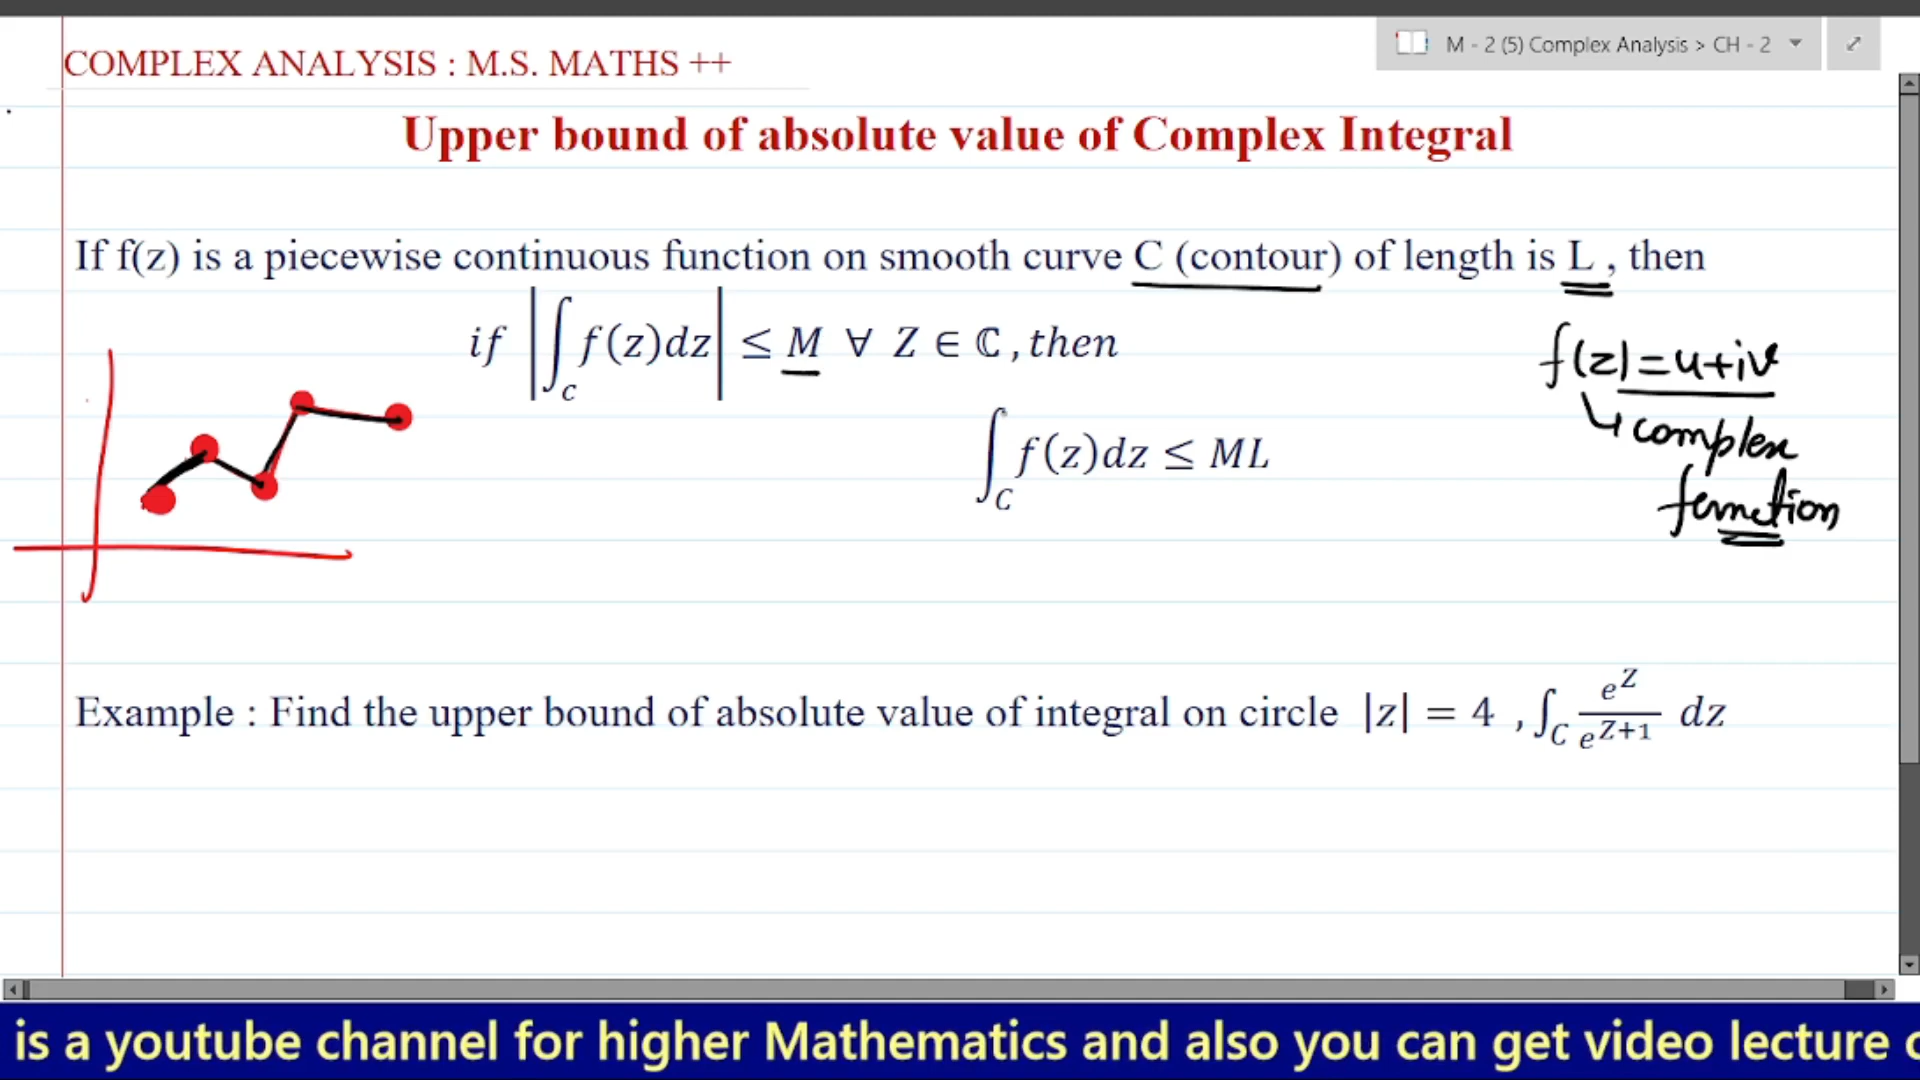 M - 2 (5) Complex Analysis > CH - 2
COMPLEX ANALYSIS : M.S. MATHS ++
Upper bound of absolute value of Complex Integral
If f(z) is a piecewise continuous function on smooth curve C (contour) of length is L , then
if |∫_c f(z)dz| ≤ M ∀ Z ∈ ℂ , then
f(z) = u+iv
↳ complex
function
∫_C f(z)dz ≤ ML
Example : Find the upper bound of absolute value of integral on circle |z| = 4 , ∫_C e^Z/e^{Z+1} dz
is a youtube channel for higher Mathematics and also you can get video lecture